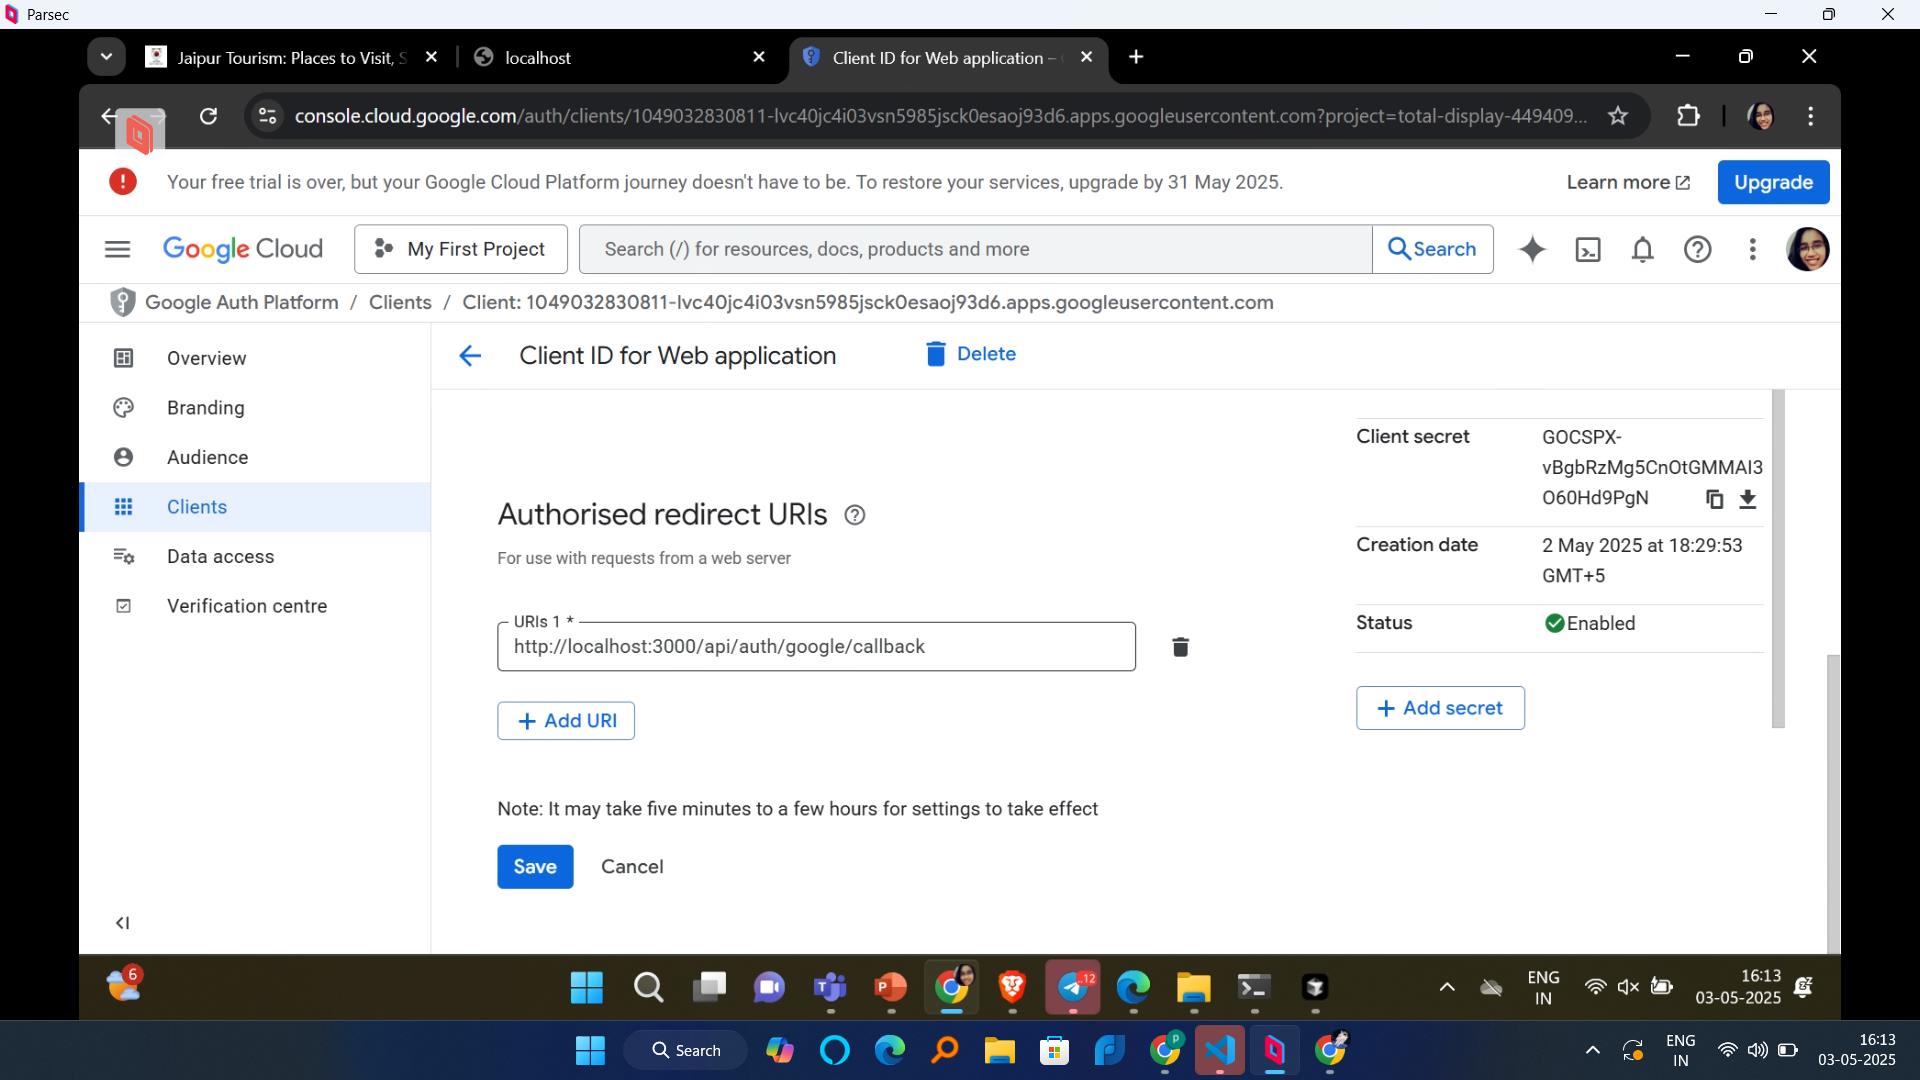 Parsec
Jaipur Tourism: Places to Visit, S
localhost
Client ID for Web application –
console.cloud.google.com/auth/clients/1049032830811-lvc40jc4i03vsn5985jsck0esaoj93d6.apps.googleusercontent.com?project=total-display-449409...
Your free trial is over, but your Google Cloud Platform journey doesn't have to be. To restore your services, upgrade by 31 May 2025.
Learn more
Upgrade
Google Cloud
My First Project
Search (/) for resources, docs, products and more
Search
Google Auth Platform / Clients / Client: 1049032830811-lvc40jc4i03vsn5985jsck0esaoj93d6.apps.googleusercontent.com
Overview
Branding
Audience
Clients
Data access
Verification centre
Client ID for Web application
Delete
Authorised redirect URIs
For use with requests from a web server
URIs 1 *
http://localhost:3000/api/auth/google/callback
Add URI
Note: It may take five minutes to a few hours for settings to take effect
Save
Cancel
Client secret
GOCSPX-
vBgbRzMg5CnOtGMMAI3
O60Hd9PgN
Creation date
2 May 2025 at 18:29:53
GMT+5
Status
Enabled
Add secret
6
12
ENG
IN
16:13
03-05-2025
Search
P
ENG
IN
16:13
03-05-2025